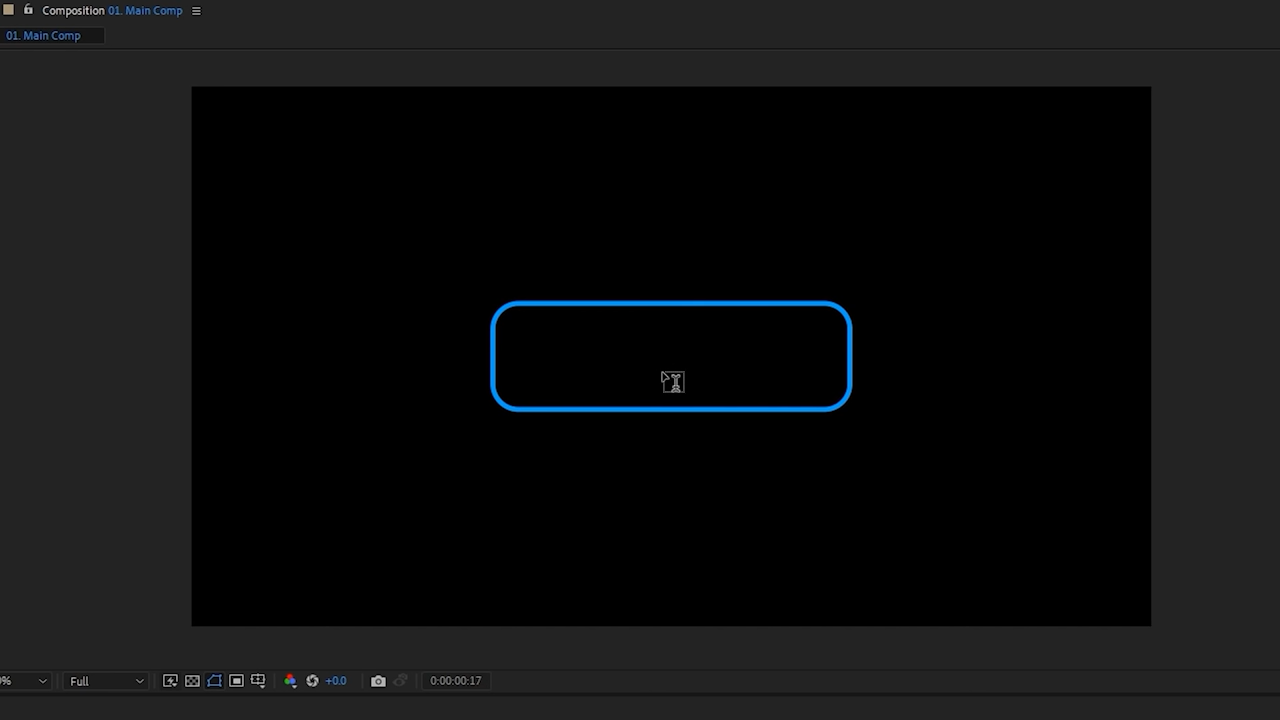 Composition 01. Main Comp
01. Main Comp
Full
+0.0
0:00:00:17